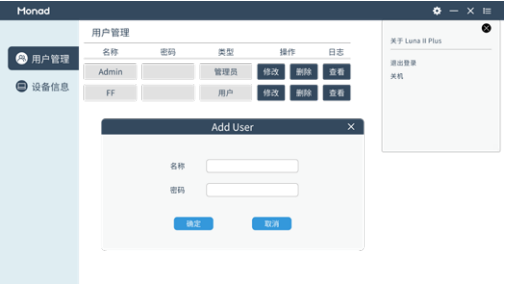 Monad
用户管理
设备信息
用户管理
名称 密码 类型 操作 日志
Admin 管理员 修改 删除 查看
FF 用户 修改 删除 查看
Add User
名称
密码
确定 取消
关于 Luna II Plus
退出登录
关机